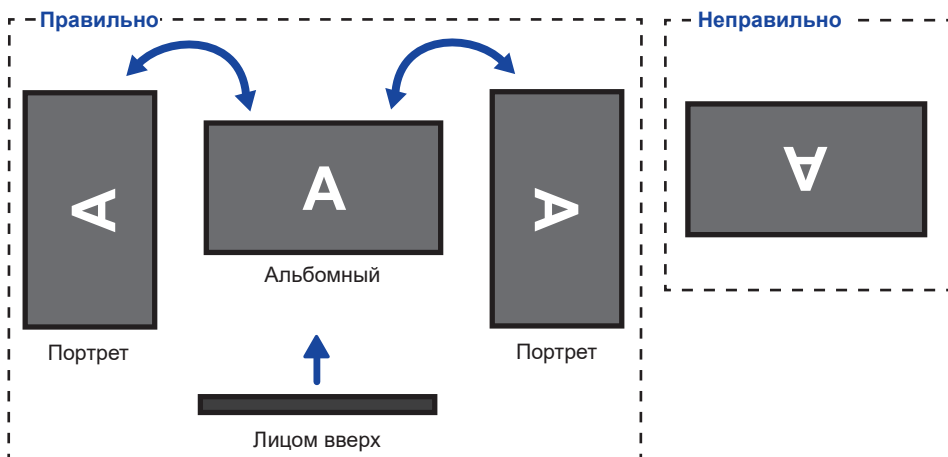 Правильно
Неправильно
A
A
A
A
Альбомный
Портрет
Портрет
Лицом вверх